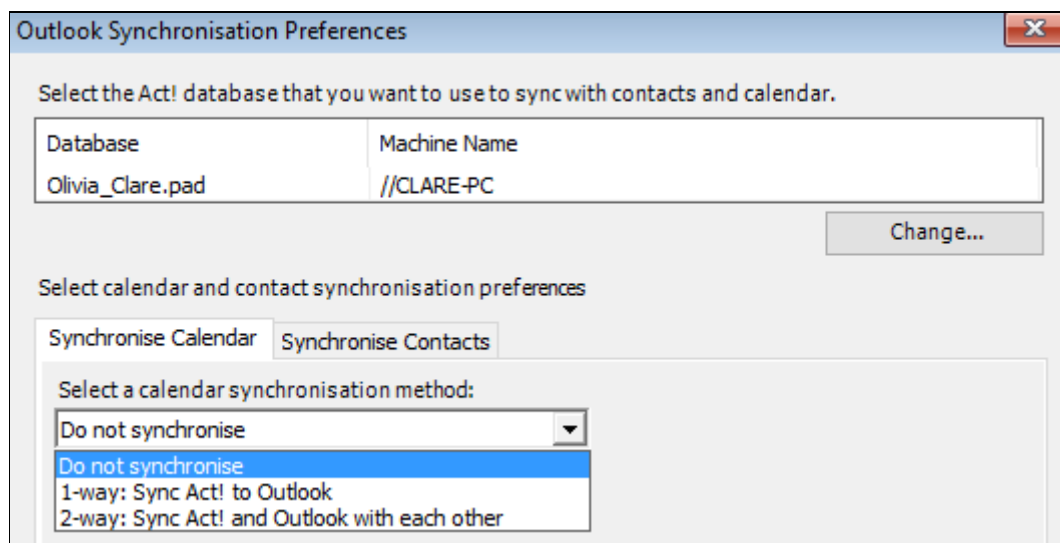 Outlook Synchronisation Preferences
Select the Act! database that you want to use to sync with contacts and calendar.
Database Machine Name
Olivia_Clare.pad //CLARE-PC
Change...
Select calendar and contact synchronisation preferences
Synchronise Calendar Synchronise Contacts
Select a calendar synchronisation method:
Do not synchronise
Do not synchronise
1-way: Sync Act! to Outlook
2-way: Sync Act! and Outlook with each other